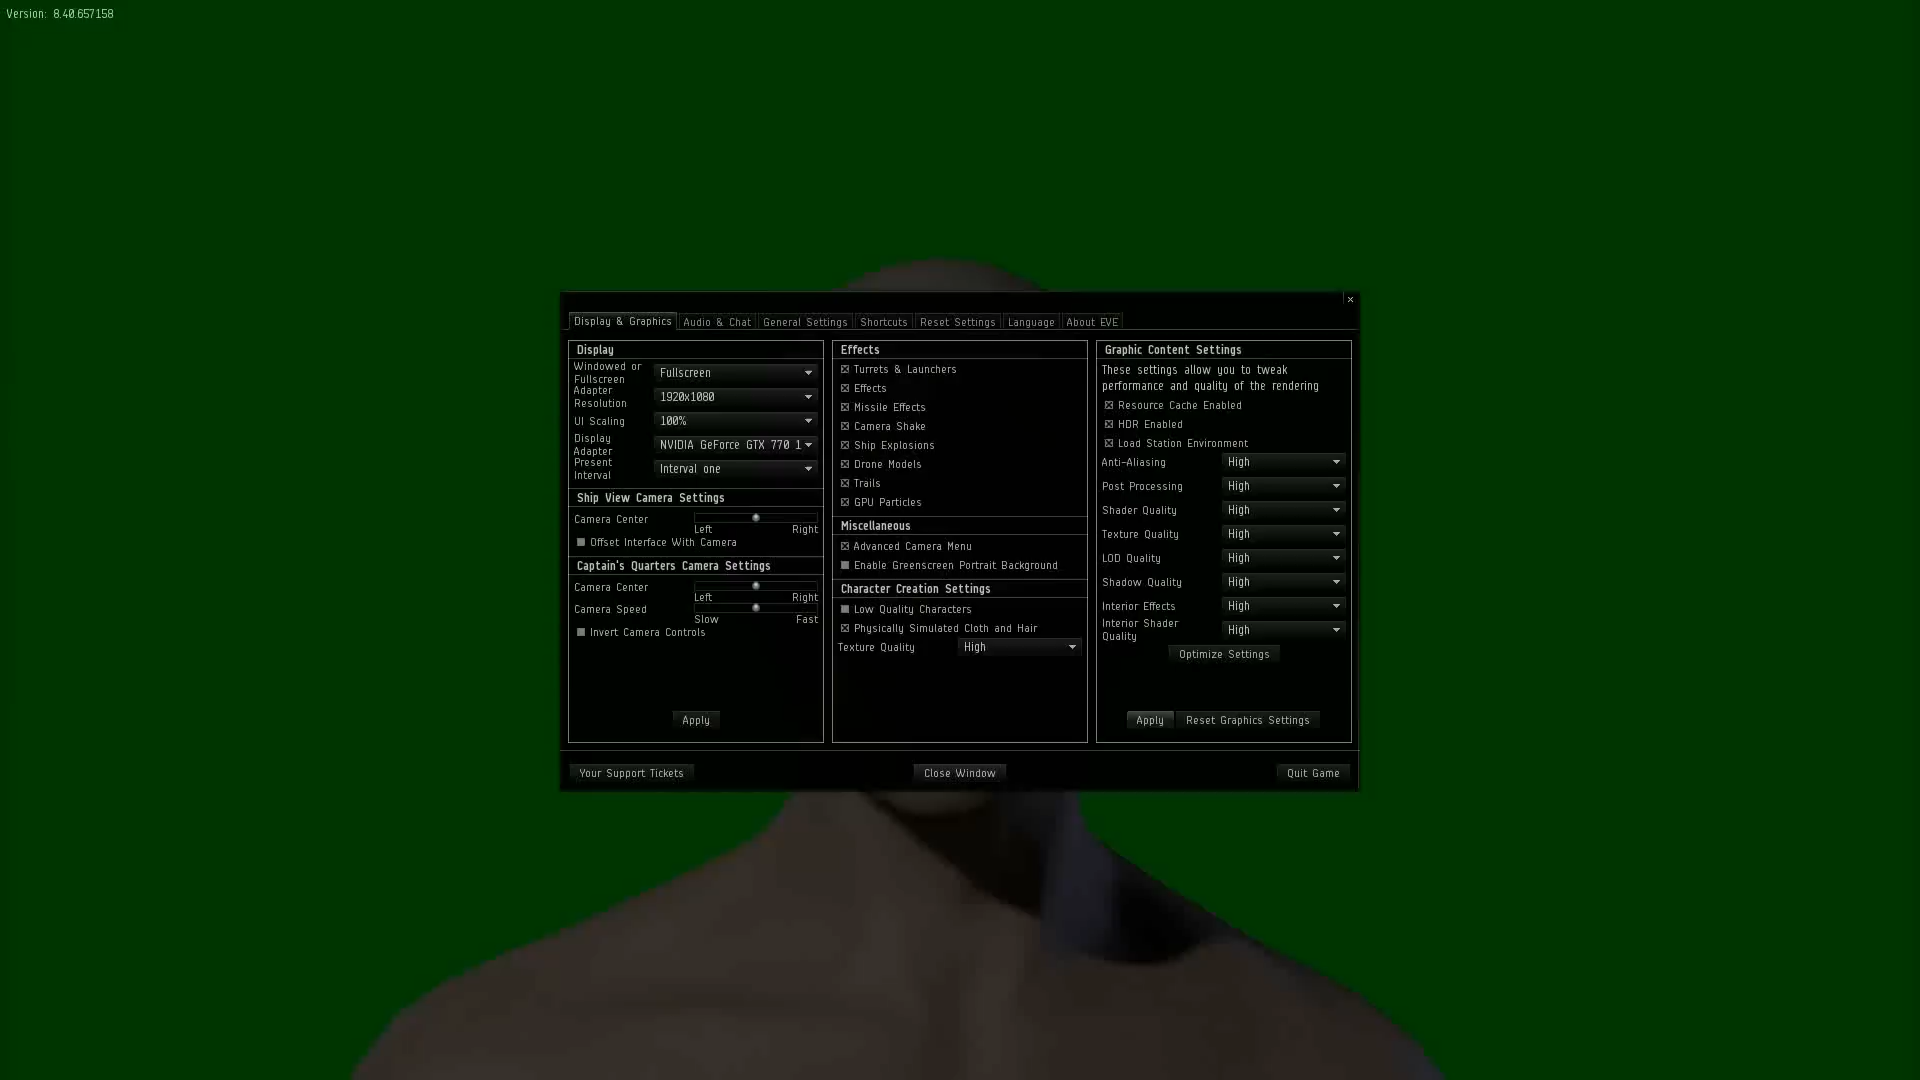 Version: 8.40.657158
Display & Graphics
Audio & Chat
General Settings
Shortcuts
Reset Settings
Language
About EVE
Display
Windowed or
Fullscreen
Fullscreen
Adapter
Resolution
1920x1080
UI Scaling
100%
Display
Adapter
NVIDIA GeForce GTX 770 1
Present
Interval
Interval one
Ship View Camera Settings
Camera Center
Left
Right
Offset Interface With Camera
Captain's Quarters Camera Settings
Camera Center
Left
Right
Camera Speed
Slow
Fast
Invert Camera Controls
Apply
Effects
Turrets & Launchers
Effects
Missile Effects
Camera Shake
Ship Explosions
Drone Models
Trails
GPU Particles
Miscellaneous
Advanced Camera Menu
Enable Greenscreen Portrait Background
Character Creation Settings
Low Quality Characters
Physically Simulated Cloth and Hair
Texture Quality
High
Graphic Content Settings
These settings allow you to tweak
performance and quality of the rendering
Resource Cache Enabled
HDR Enabled
Load Station Environment
Anti-Aliasing
High
Post Processing
High
Shader Quality
High
Texture Quality
High
LOD Quality
High
Shadow Quality
High
Interior Effects
High
Interior Shader
Quality
High
Optimize Settings
Apply
Reset Graphics Settings
Your Support Tickets
Close Window
Quit Game